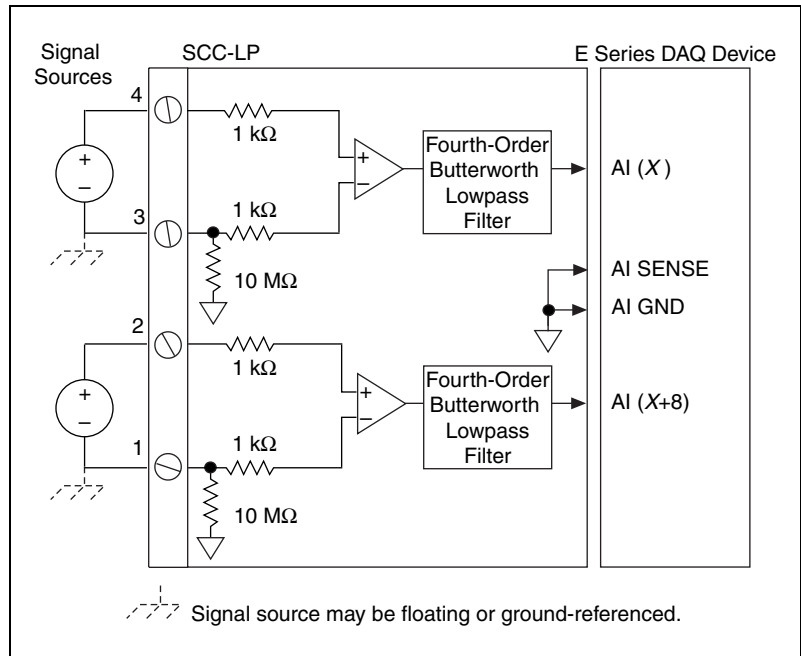 Signal
Sources
SCC-LP
E Series DAQ Device
4
1 kΩ
+
−
Fourth-Order
Butterworth
Lowpass
Filter
AI (X)
+
−
3
1 kΩ
10 MΩ
AI SENSE
AI GND
2
1 kΩ
+
−
Fourth-Order
Butterworth
Lowpass
Filter
AI (X+8)
+
−
1
1 kΩ
10 MΩ
Signal source may be floating or ground-referenced.